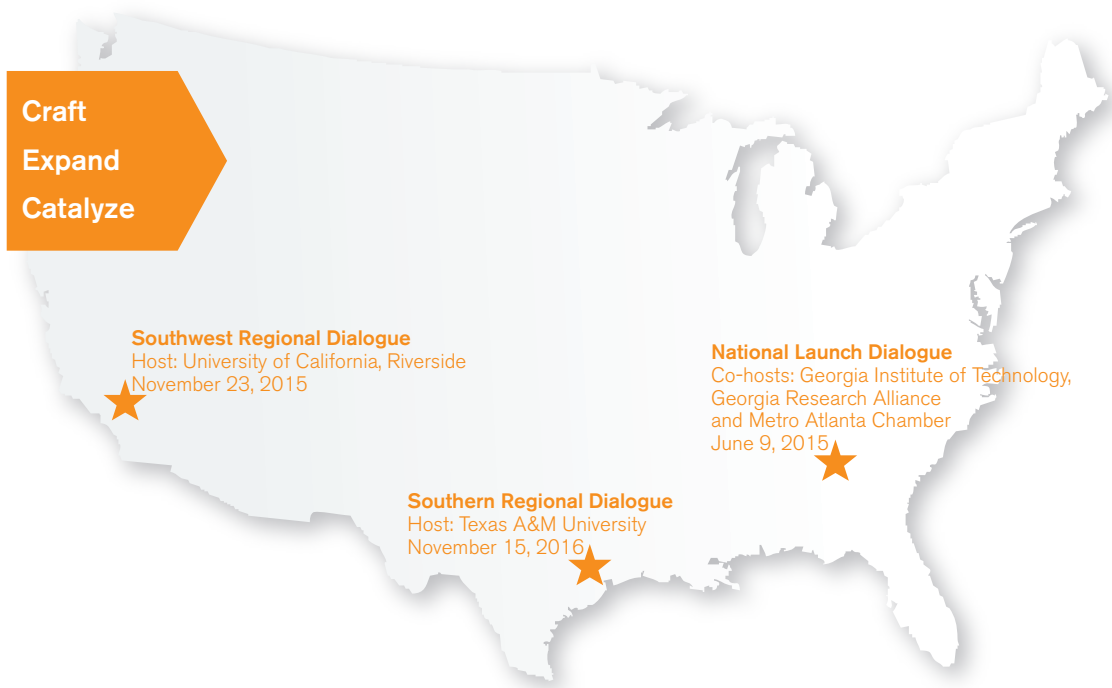 Craft
Expand
Catalyze
Southwest Regional Dialogue
Host: University of California, Riverside
November 23, 2015
National Launch Dialogue
Co-hosts: Georgia Institute of Technology,
Georgia Research Alliance
and Metro Atlanta Chamber
June 9, 2015
Southern Regional Dialogue
Host: Texas A&M University
November 15, 2016